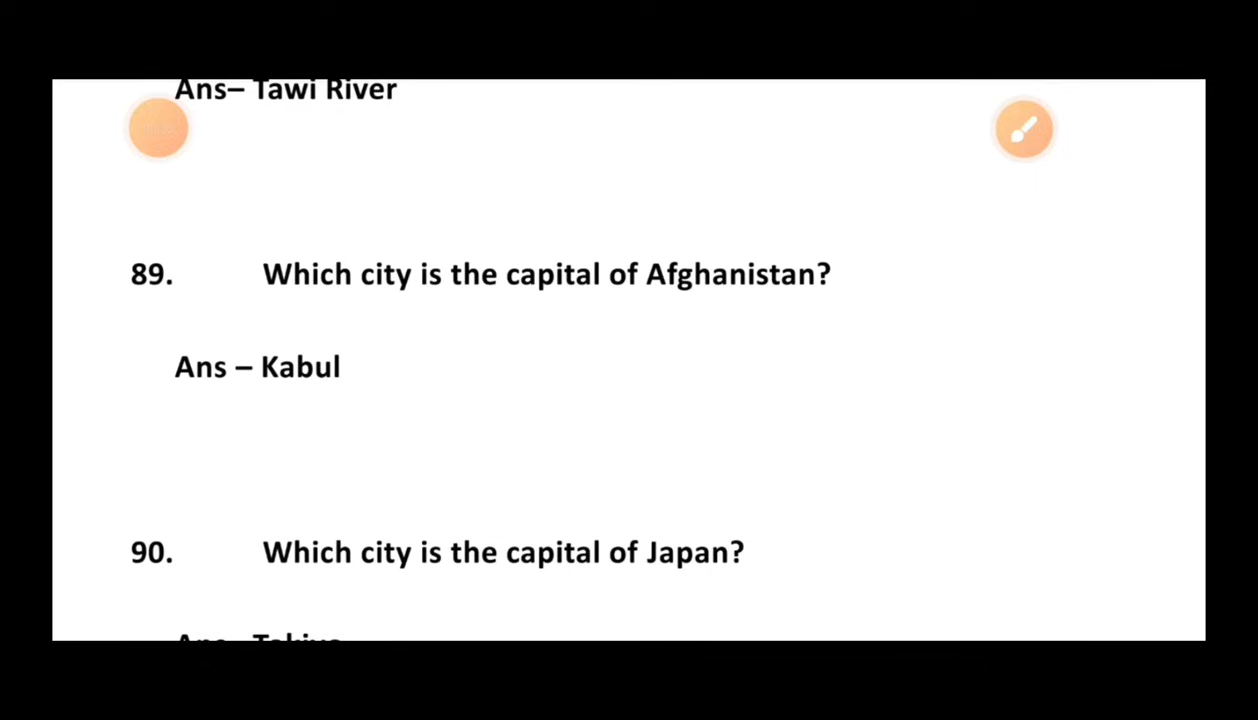 Ans– Tawi River
89. Which city is the capital of Afghanistan?
Ans – Kabul
90. Which city is the capital of Japan?
Ans